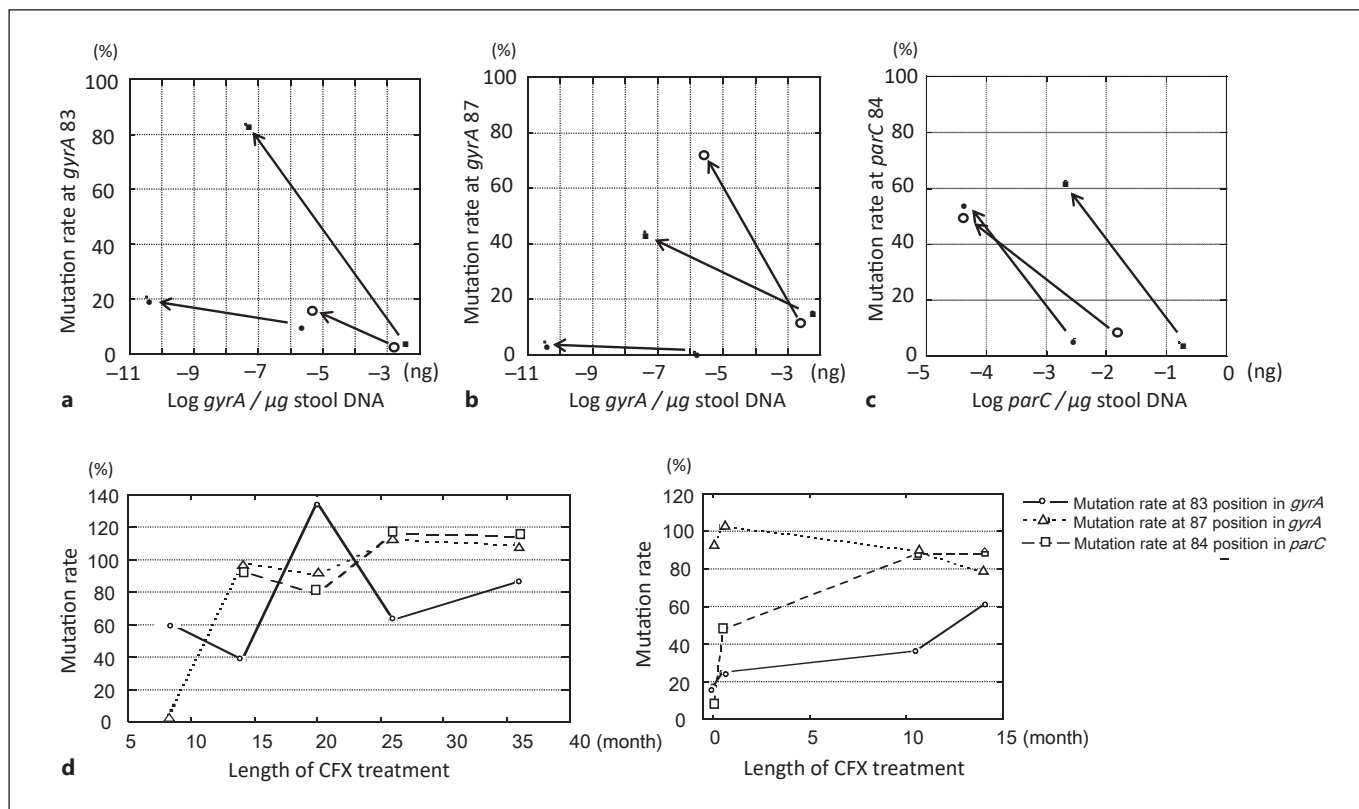 (%)
100
80
60
40
20
0
Mutation rate at gyrA 83
–11
–7
–5
–3
(ng)
Log gyrA / µg stool DNA
a
(%)
100
80
60
40
20
0
Mutation rate at gyrA 87
–11
–7
–5
–3
(ng)
Log gyrA / µg stool DNA
b
(%)
100
80
60
40
20
0
Mutation rate at parC 84
–5
–4
–3
–2
–1
0
(ng)
Log parC / µg stool DNA
c
(%)
140
120
100
80
60
40
20
0
Mutation rate
5
10
15
20
25
30
35
40 (month)
Length of CFX treatment
d
(%)
120
100
80
60
40
20
0
Mutation rate
0
5
10
15 (month)
Length of CFX treatment
Mutation rate at 83 position in gyrA
Mutation rate at 87 position in gyrA
Mutation rate at 84 position in parC